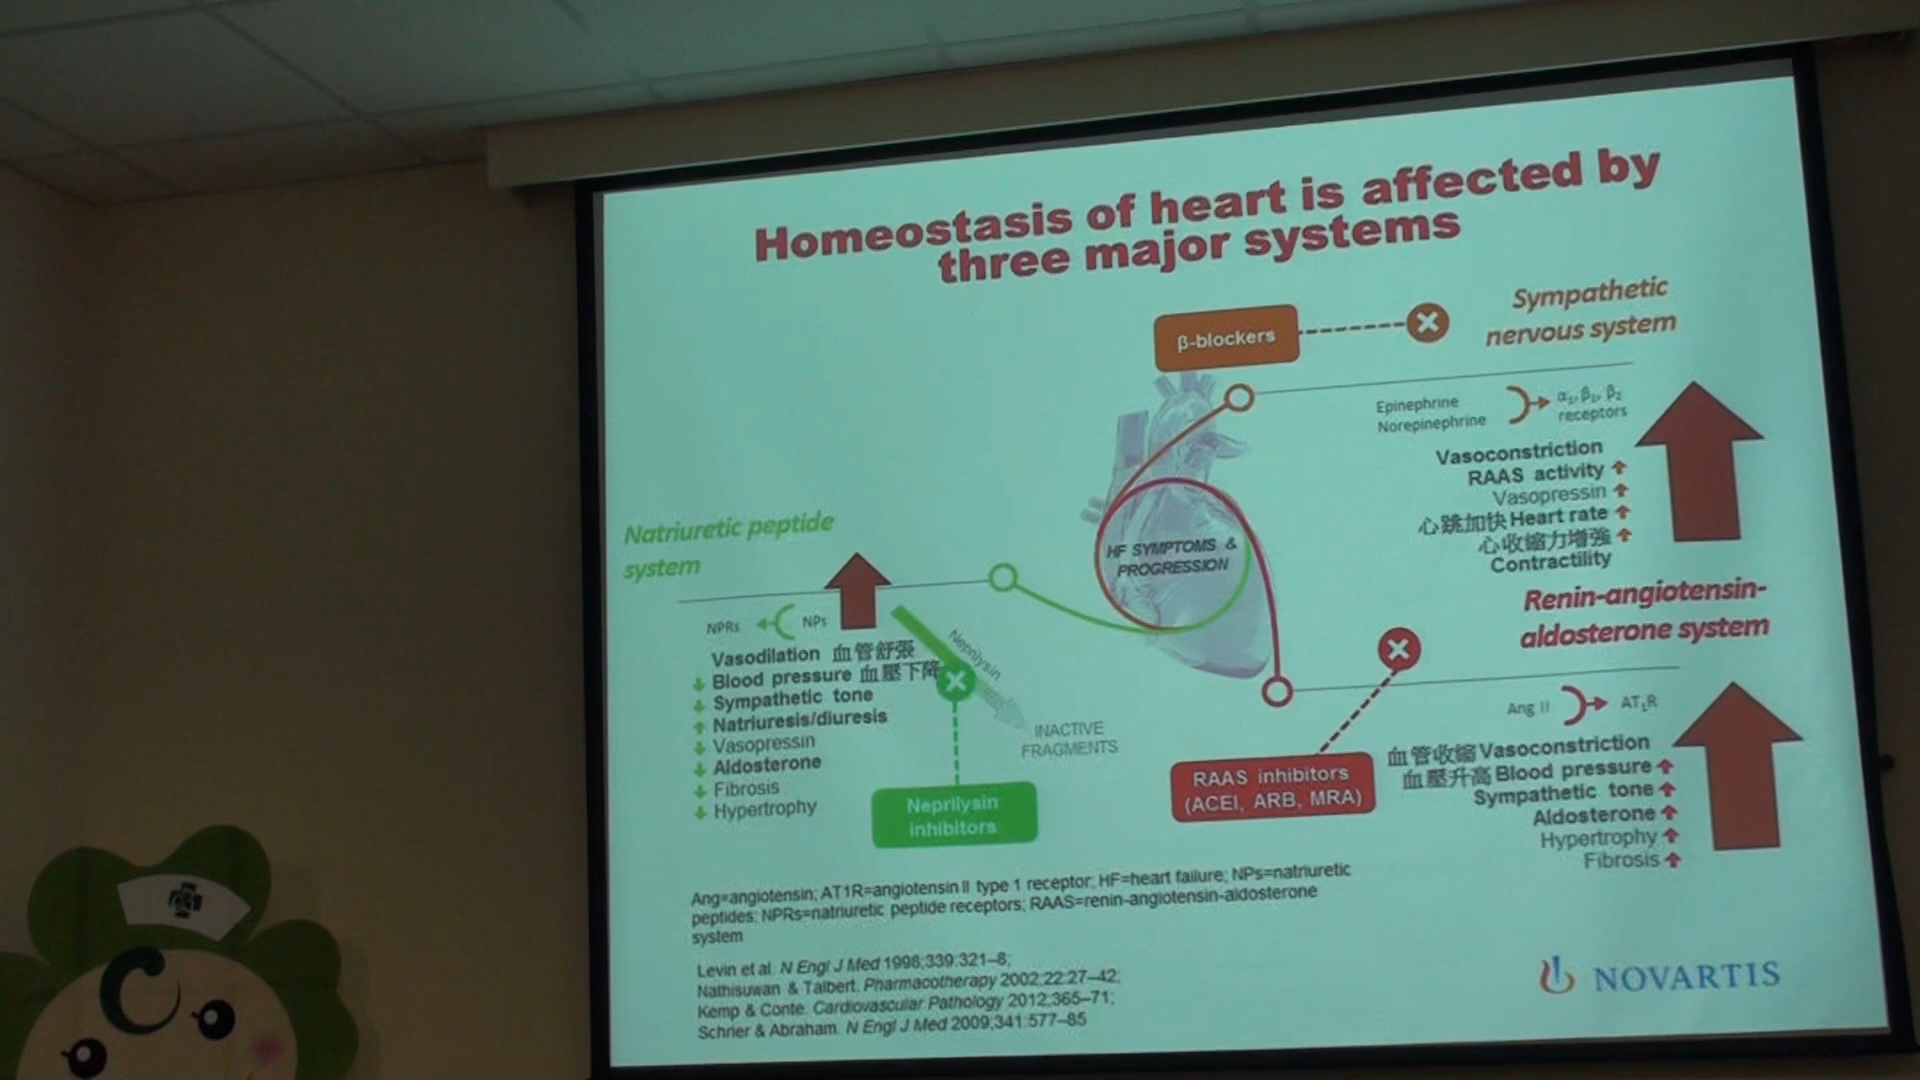 Homeostasis of heart is affected by
three major systems
β-blockers
Sympathetic
nervous system
Epinephrine
Norepinephrine
α₁, β₁, β₂
receptors
Vasoconstriction
RAAS activity
Vasopressin
心跳加快 Heart rate
心收縮力增強
Contractility
Natriuretic peptide
system
NPRs
NPs
Vasodilation 血管舒張
Blood pressure 血壓下降
Sympathetic tone
Natriuresis/diuresis
Vasopressin
Aldosterone
Fibrosis
Hypertrophy
Neprilysin
INACTIVE
FRAGMENTS
Neprilysin
inhibitors
HF SYMPTOMS &
PROGRESSION
Renin-angiotensin-
aldosterone system
Ang II
AT₁R
RAAS inhibitors
(ACEI, ARB, MRA)
血管收縮 Vasoconstriction
血壓升高 Blood pressure
Sympathetic tone
Aldosterone
Hypertrophy
Fibrosis
Ang=angiotensin; AT1R=angiotensin II type 1 receptor; HF=heart failure; NPs=natriuretic
peptides; NPRs=natriuretic peptide receptors; RAAS=renin-angiotensin-aldosterone
system
Levin et al. N Engl J Med 1998;339:321–8;
Nathisuwan & Talbert. Pharmacotherapy 2002;22:27–42;
Kemp & Conte. Cardiovascular Pathology 2012;365–71;
Schrier & Abraham. N Engl J Med 2009;341:577–85
NOVARTIS